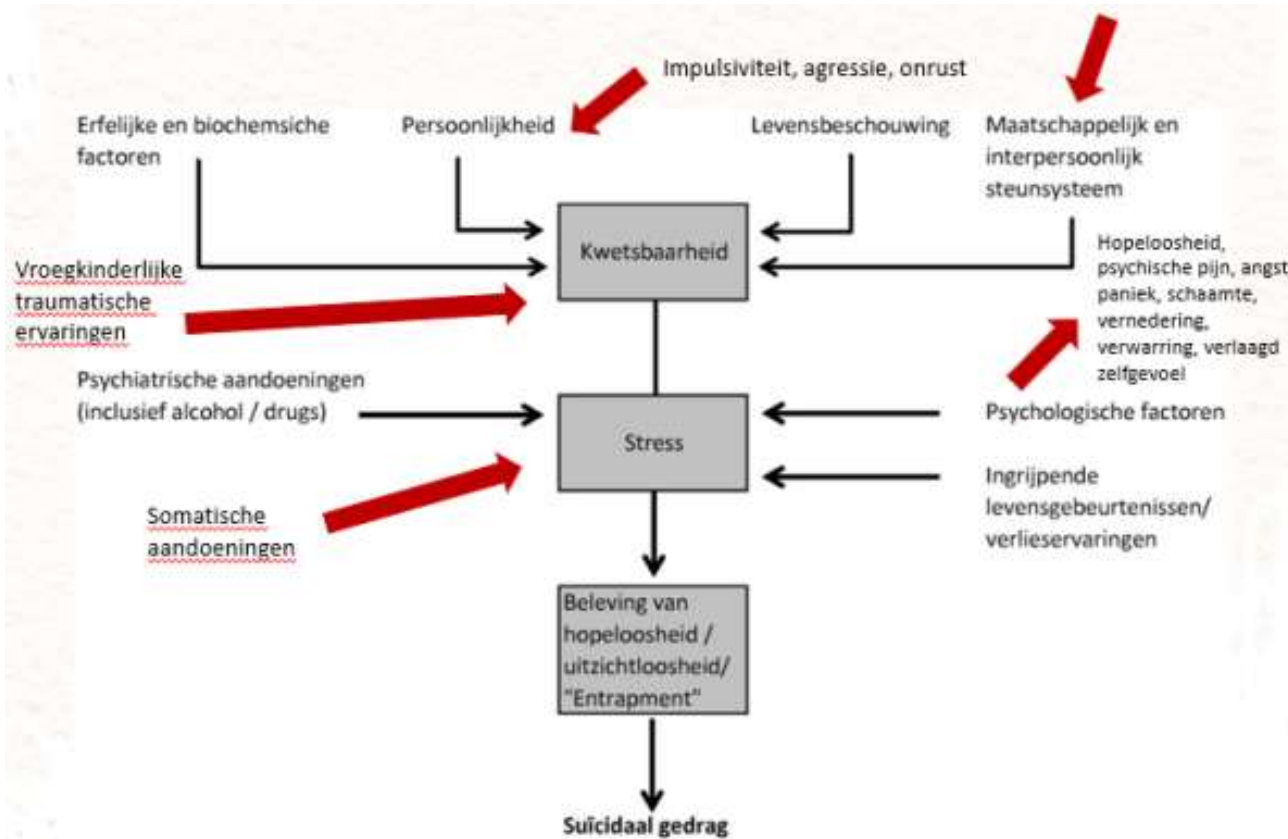 Impulsiviteit, agressie, onrust
Erfelijke en biochemsiche
factoren
Persoonlijkheid
Levensbeschouwing
Maatschappelijk en
interpersoonlijk
steunsysteem
Kwetsbaarheid
Vroegkinderlijke
traumatische
ervaringen
Hopeloosheid,
psychische pijn, angst
paniek, schaamte,
vernedering,
verwarring, verlaagd
zelfgevoel
Psychiatrische aandoeningen
(inclusief alcohol / drugs)
Stress
Psychologische factoren
Somatische
aandoeningen
Ingrijpende
levensgebeurtenissen/
verlieservaringen
Beleving van
hopeloosheid /
uitzichtloosheid/
"Entrapment"
Suïcidaal gedrag